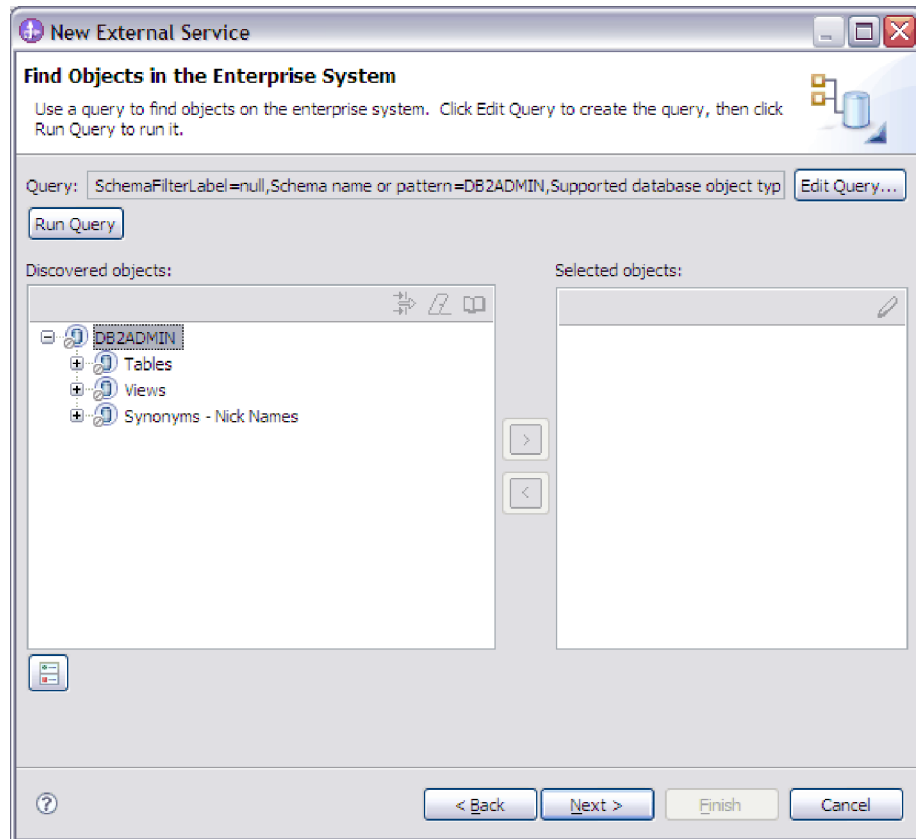 New External Service
Find Objects in the Enterprise System
Use a query to find objects on the enterprise system. Click Edit Query to create the query, then click
Run Query to run it.
Query: SchemaFilterLabel=null,Schema name or pattern=DB2ADMIN,Supported database object typ Edit Query...
Run Query
Discovered objects: Selected objects:
DB2ADMIN
Tables
Views
Synonyms - Nick Names
>
<
? < Back Next > Finish Cancel